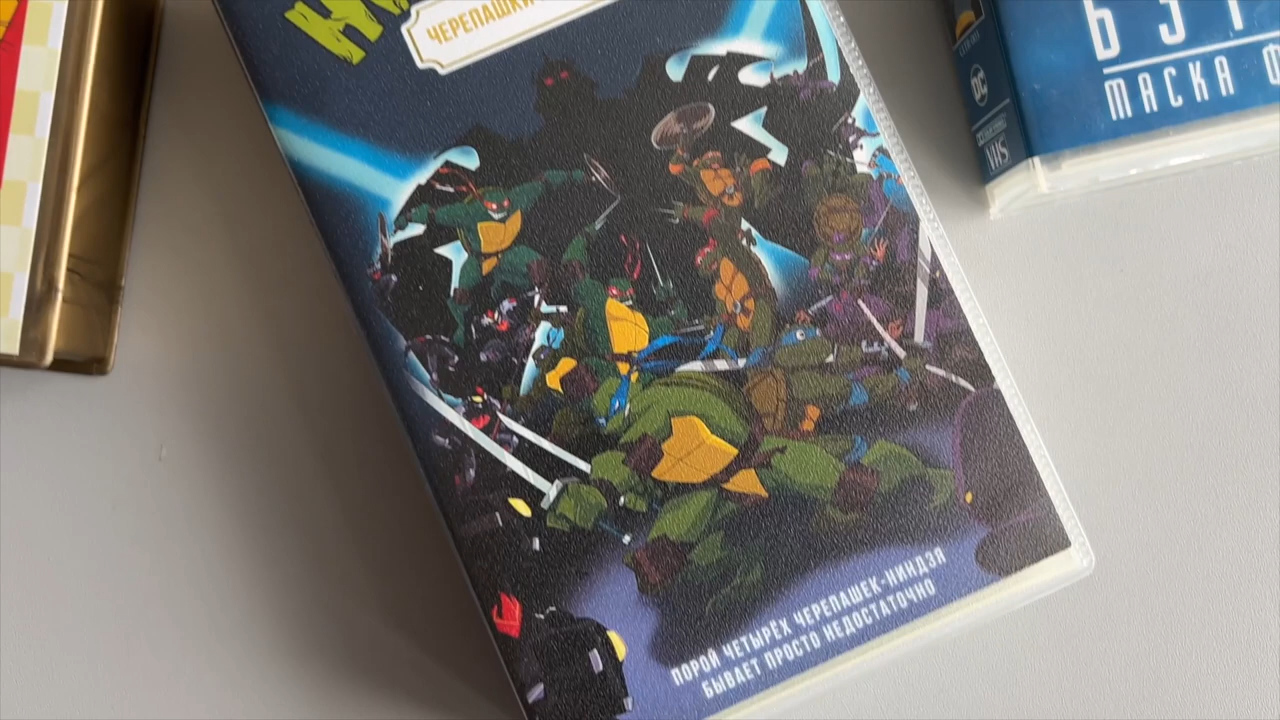 ЧЕРЕПАШКИ
ПОРОЙ ЧЕТЫРЁХ ЧЕРЕПАШЕК-НИНДЗЯ
БЫВАЕТ ПРОСТО НЕДОСТАТОЧНО
БЭТ
МАСКА Ф
DC
VHS